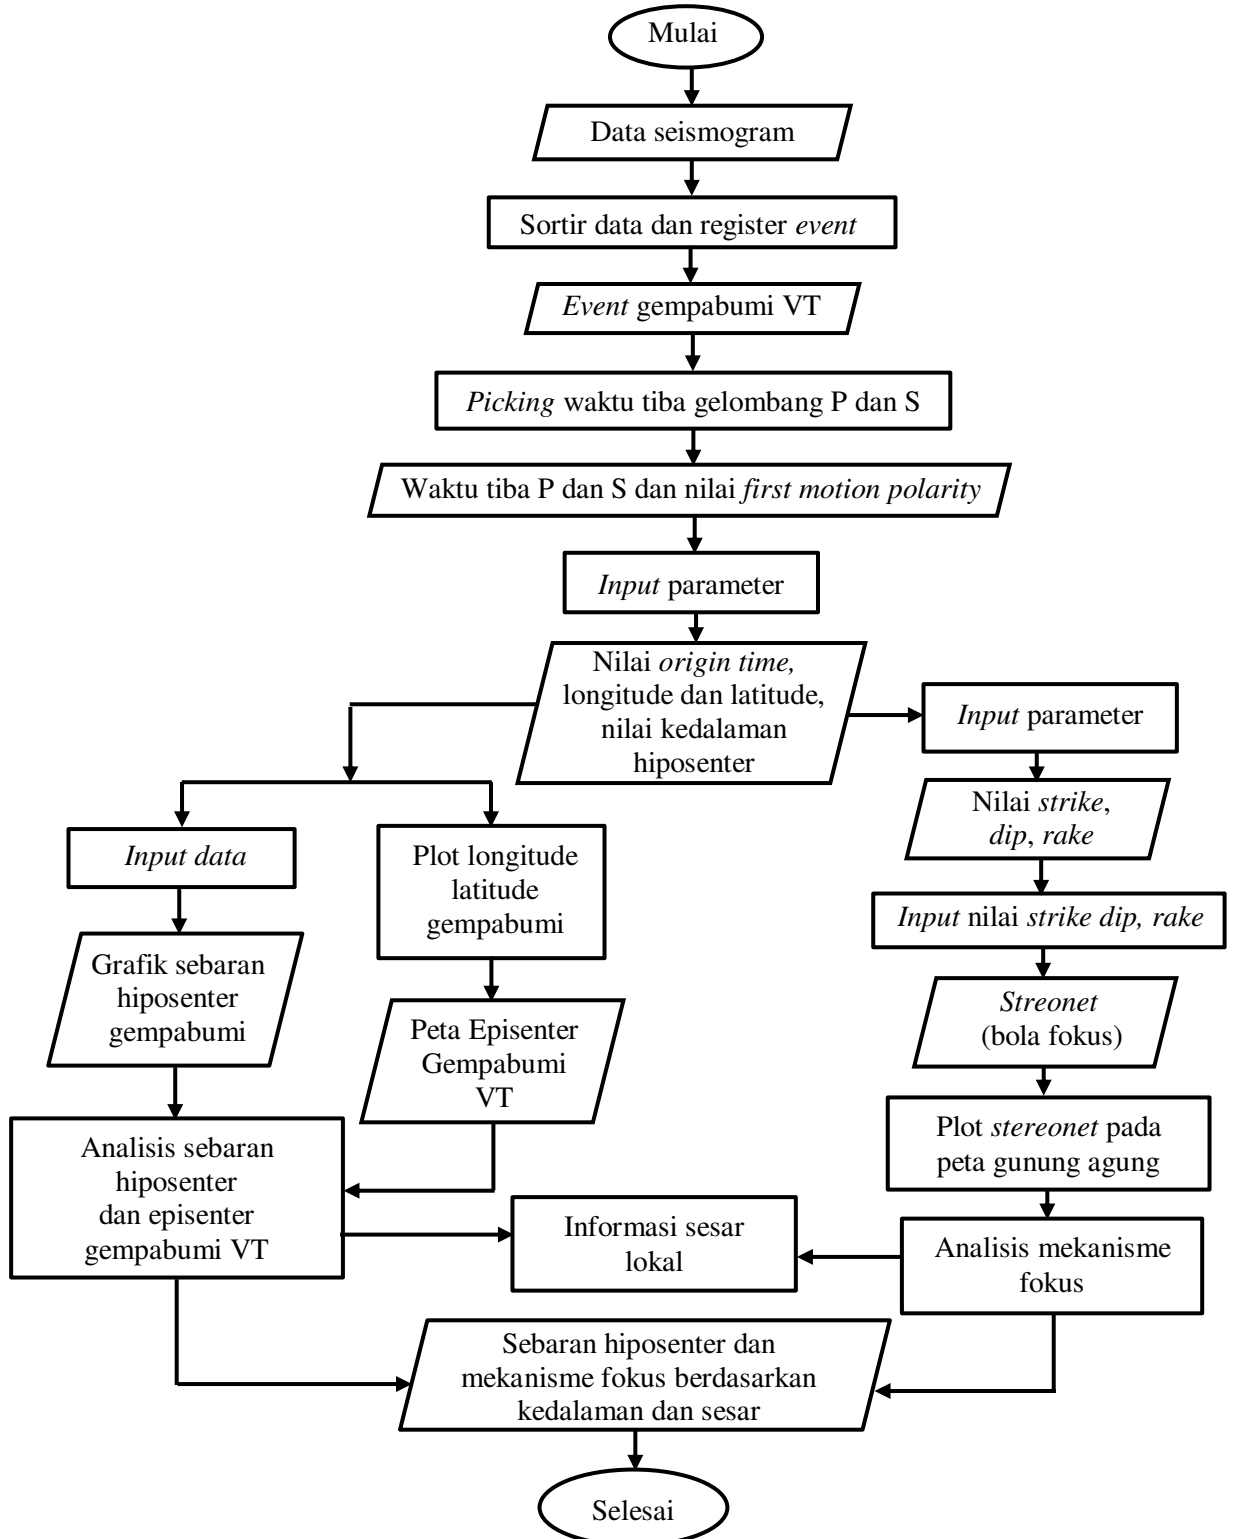 Mulai
Data seismogram
Sortir data dan register event
Event gempabumi VT
Picking waktu tiba gelombang P dan S
Waktu tiba P dan S dan nilai first motion polarity
Input parameter
Nilai origin time,
longitude dan latitude,
nilai kedalaman
hiposenter
Input parameter
Nilai strike,
dip, rake
Input nilai strike dip, rake
Streonet
(bola fokus)
Plot stereonet pada
peta gunung agung
Analisis mekanisme
fokus
Input data
Grafik sebaran
hiposenter
gempabumi
Plot longitude
latitude
gempabumi
Peta Episenter
Gempabumi
VT
Analisis sebaran
hiposenter
dan episenter
gempabumi VT
Informasi sesar
lokal
Sebaran hiposenter dan
mekanisme fokus berdasarkan
kedalaman dan sesar
Selesai